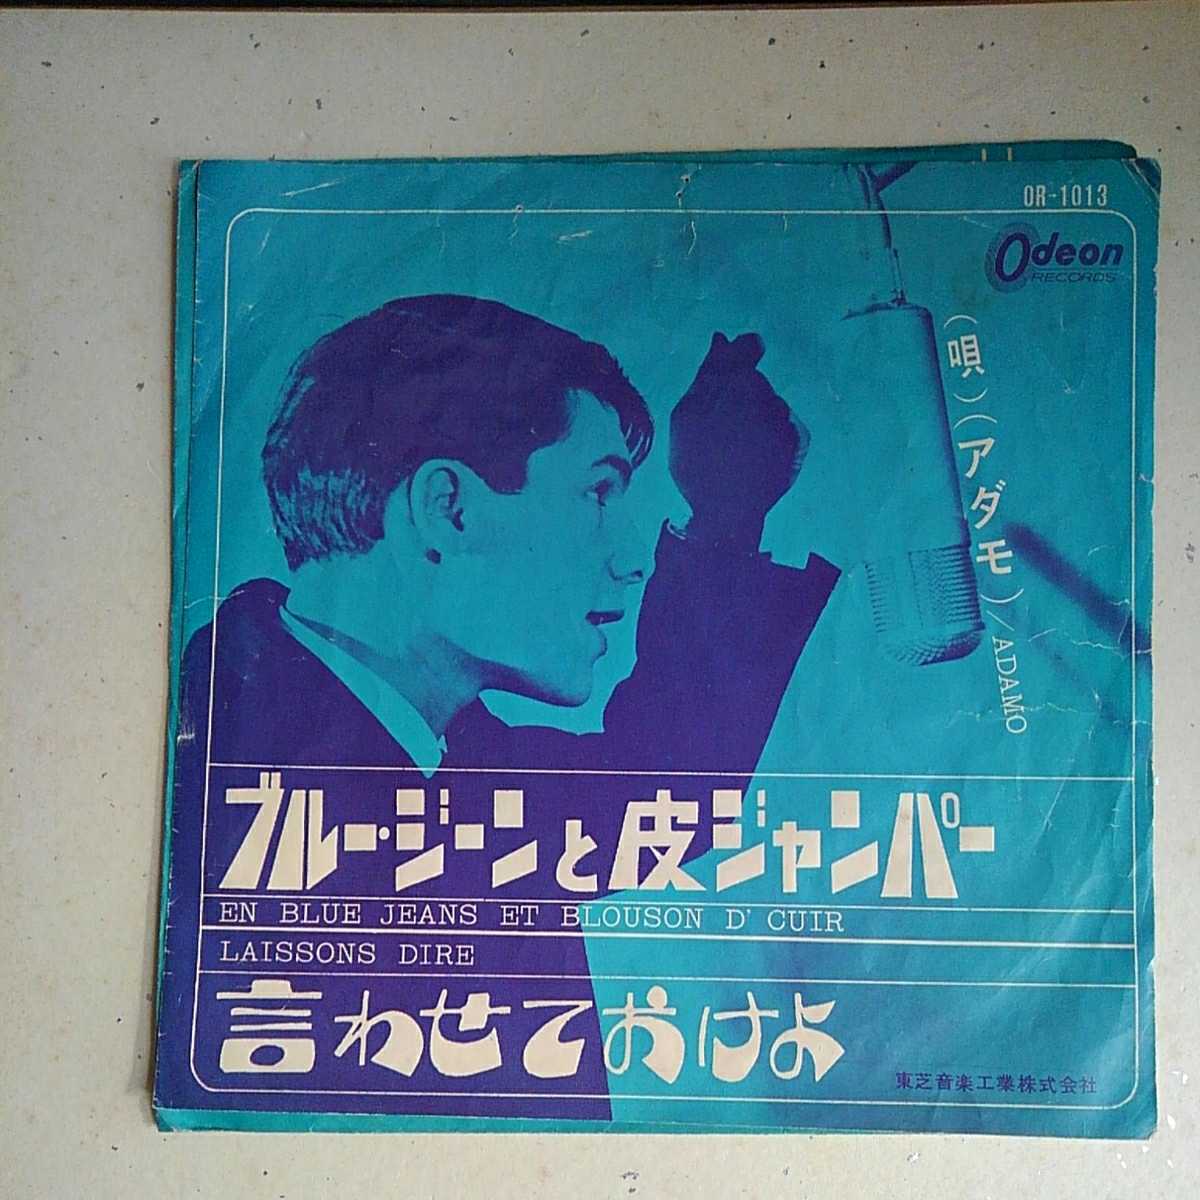 OR-1013
Odeon
RECORDS
(唄)(アダモ)/ADAMO
ブルー・ジーンと皮ジャンパー
EN BLUE JEANS ET BLOUSON D' CUIR
LAISSONS DIRE
言わせておけよ
東芝音楽工業株式会社